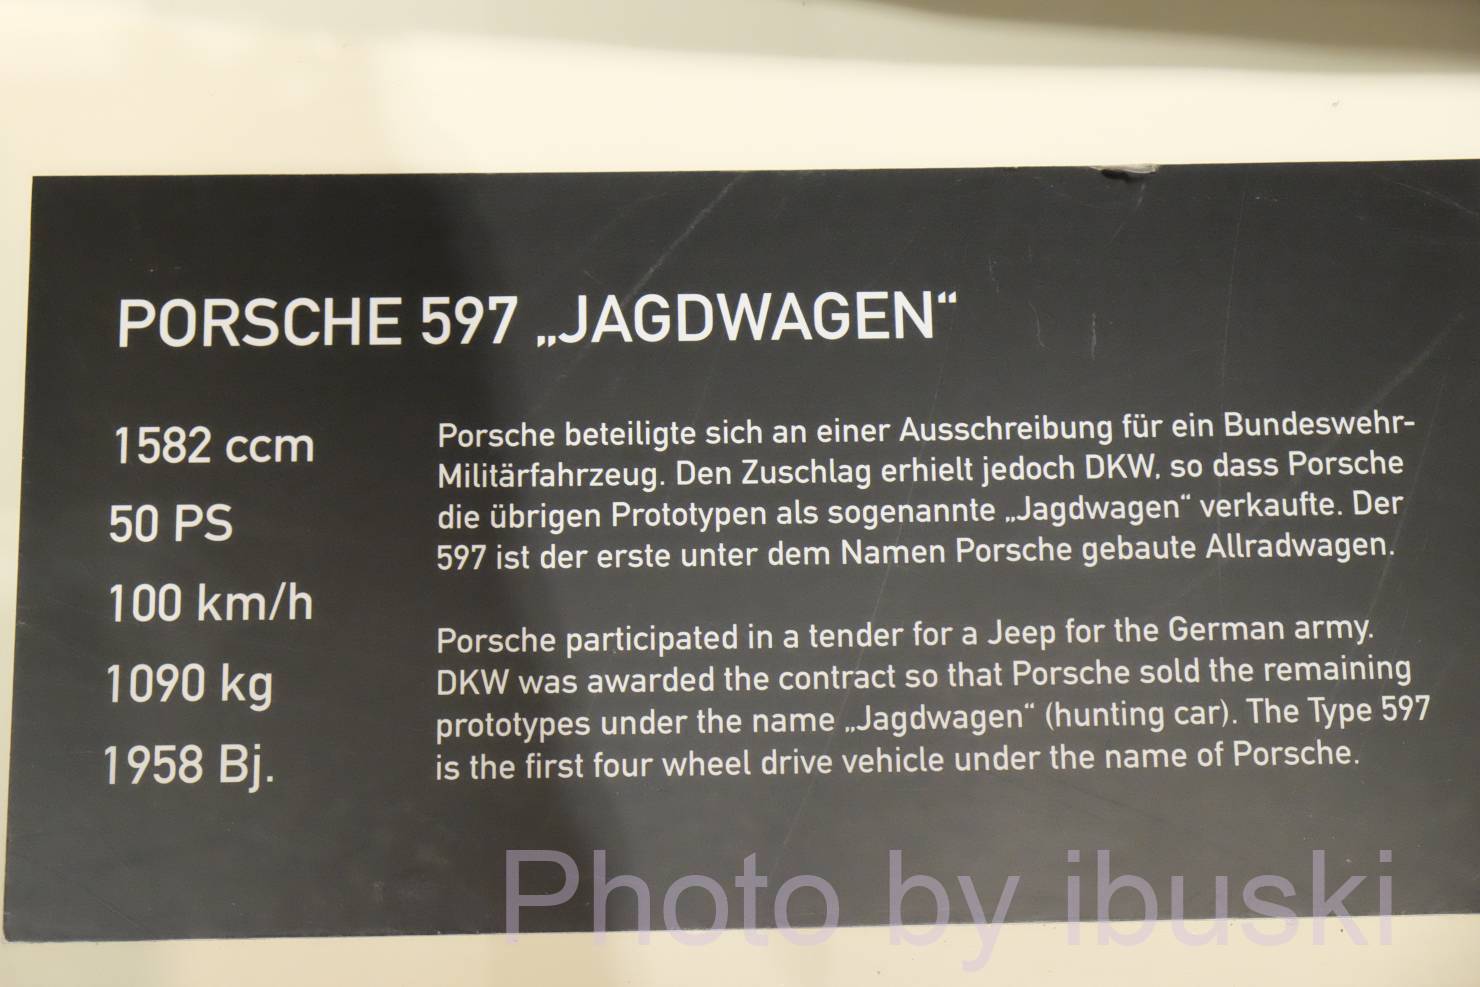 PORSCHE 597 „JAGDWAGEN“
1582 ccm
50 PS
100 km/h
1090 kg
1958 Bj.
Porsche beteiligte sich an einer Ausschreibung für ein Bundeswehr-
Militärfahrzeug. Den Zuschlag erhielt jedoch DKW, so dass Porsche
die übrigen Prototypen als sogenannte „Jagdwagen“ verkaufte. Der
597 ist der erste unter dem Namen Porsche gebaute Allradwagen.
Porsche participated in a tender for a Jeep for the German army.
DKW was awarded the contract so that Porsche sold the remaining
prototypes under the name „Jagdwagen“ (hunting car). The Type 597
is the first four wheel drive vehicle under the name of Porsche.
Photo by ibuski